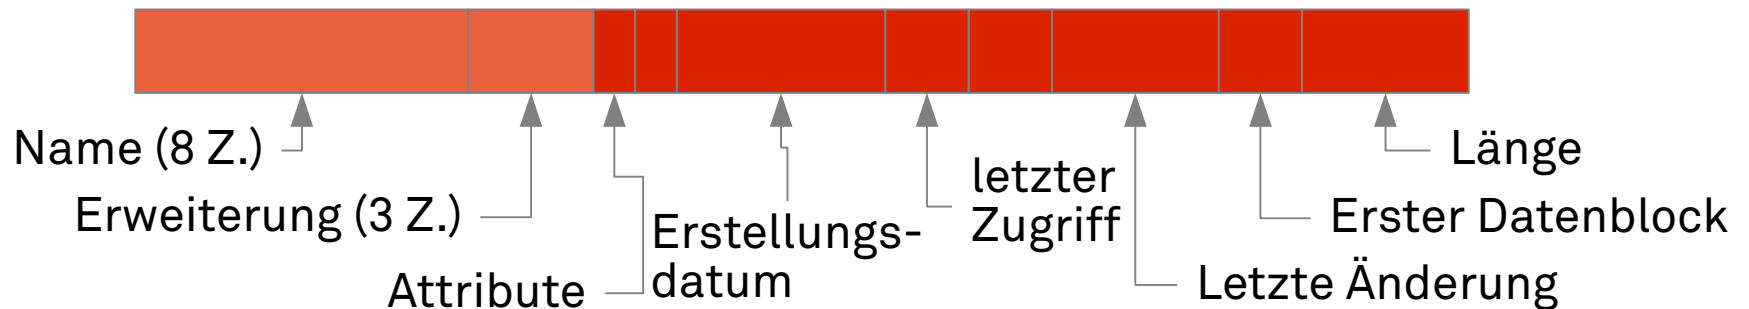 Name (8 Z.)
Erweiterung (3 Z.)
Attribute
Erstellungs-
datum
letzter
Zugriff
Letzte Änderung
Erster Datenblock
Länge